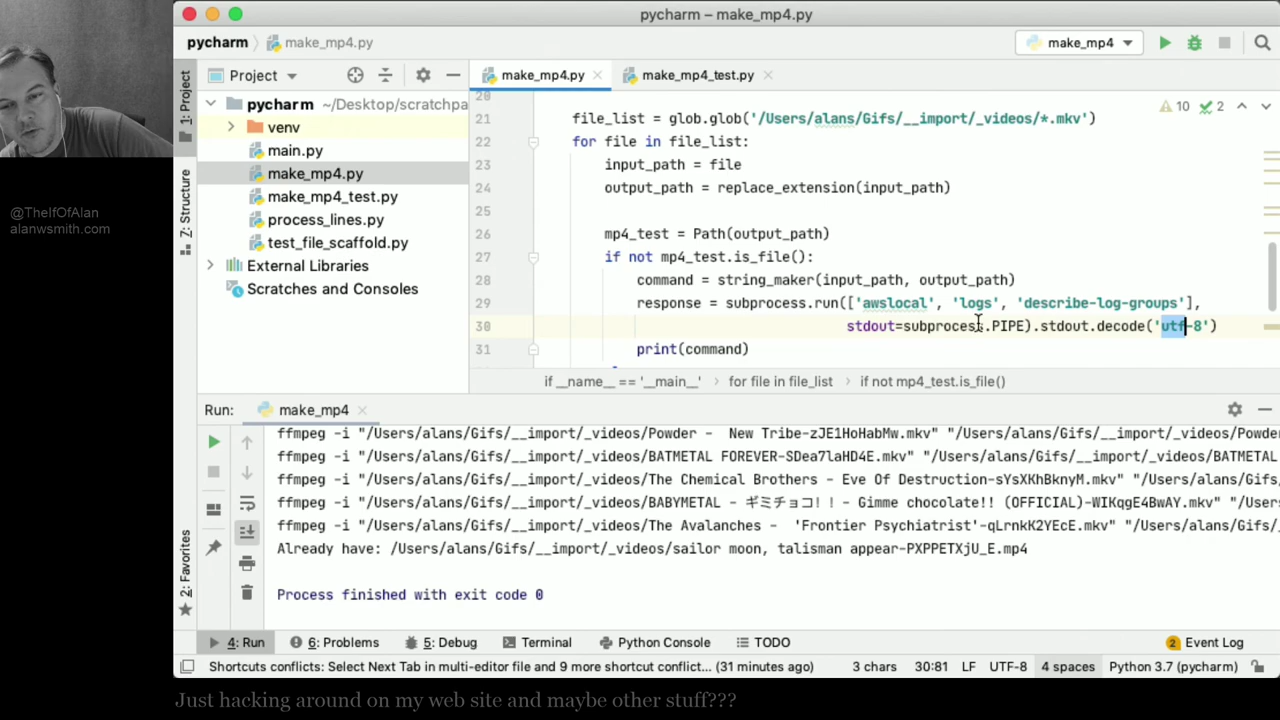 pycharm – make_mp4.py
pycharm
make_mp4.py
make_mp4
1: Project
Project
make_mp4.py
make_mp4_test.py
pycharm ~/Desktop/scratchpa
venv
main.py
make_mp4.py
make_mp4_test.py
process_lines.py
test_file_scaffold.py
External Libraries
Scratches and Consoles
7: Structure
2: Favorites
@TheIfOfAlan
alanwsmith.com
10 2
20
21 file_list = glob.glob('/Users/alans/Gifs/__import/_videos/*.mkv')
22 for file in file_list:
23 input_path = file
24 output_path = replace_extension(input_path)
25
26 mp4_test = Path(output_path)
27 if not mp4_test.is_file():
28 command = string_maker(input_path, output_path)
29 response = subprocess.run(['awslocal', 'logs', 'describe-log-groups'],
30 stdout=subprocess.PIPE).stdout.decode('utf-8')
31 print(command)
if __name__ == '__main__' for file in file_list if not mp4_test.is_file()
Run: make_mp4
ffmpeg -i "/Users/alans/Gifs/__import/_videos/Powder -  New Tribe-zJE1HoHabMw.mkv" "/Users/alans/Gifs/__import/_videos/Powde
ffmpeg -i "/Users/alans/Gifs/__import/_videos/BATMETAL FOREVER-SDea7laHD4E.mkv" "/Users/alans/Gifs/__import/_videos/BATMETAL
ffmpeg -i "/Users/alans/Gifs/__import/_videos/The Chemical Brothers - Eve Of Destruction-sYsXKhBknyM.mkv" "/Users/alans/Gifs
ffmpeg -i "/Users/alans/Gifs/__import/_videos/BABYMETAL - ギミチョコ！！- Gimme chocolate!! (OFFICIAL)-WIKqgE4BwAY.mkv" "/Users
ffmpeg -i "/Users/alans/Gifs/__import/_videos/The Avalanches -  'Frontier Psychiatrist'-qLrnkK2YEcE.mkv" "/Users/alans/Gifs/_
Already have: /Users/alans/Gifs/__import/_videos/sailor moon, talisman appear-PXPPETXjU_E.mp4
Process finished with exit code 0
4: Run 6: Problems 5: Debug Terminal Python Console TODO 2 Event Log
Shortcuts conflicts: Select Next Tab in multi-editor file and 9 more shortcut conflict... (31 minutes ago) 3 chars 30:81 LF UTF-8 4 spaces Python 3.7 (pycharm)
Just hacking around on my web site and maybe other stuff???